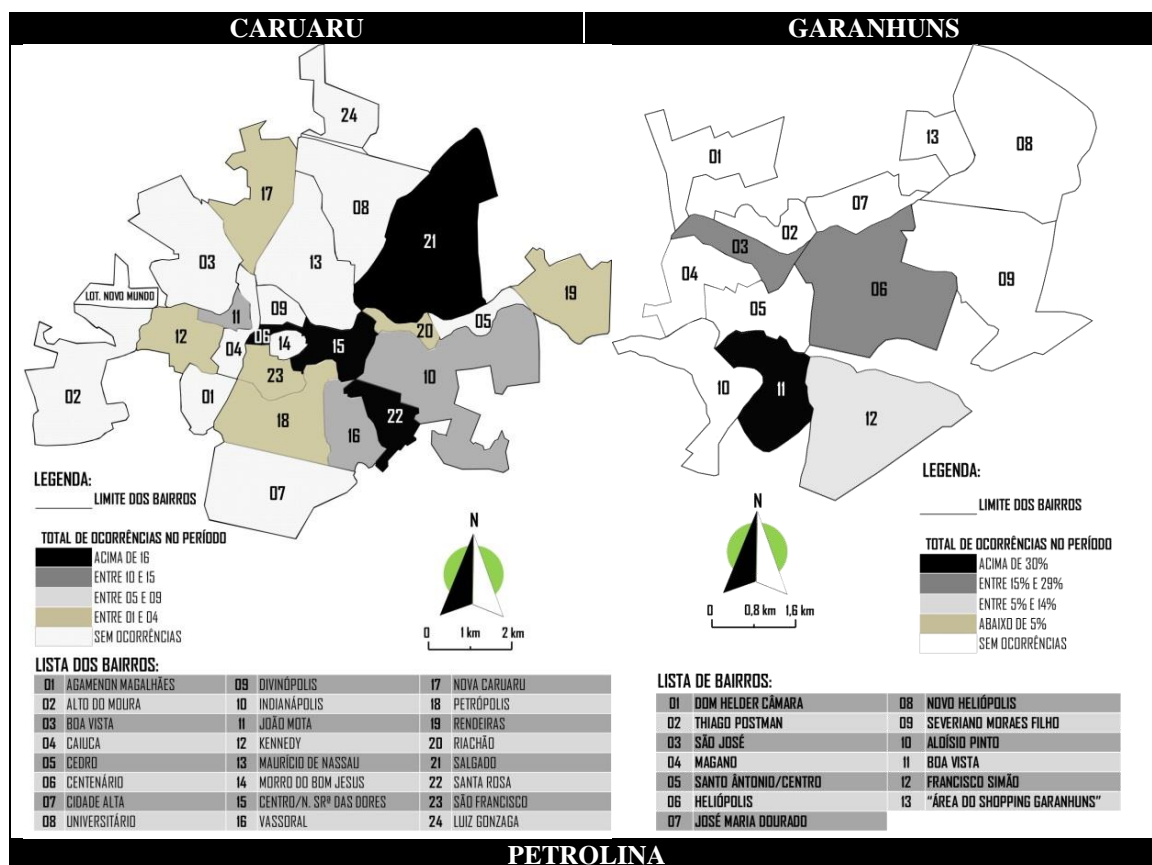 CARUARU
GARANHUNS
24
17
08
21
03
13
19
LOT. NOVO MUNDO
11
09
05
12
06
20
04
14
15
23
10
02
01
18
22
16
07
LEGENDA:
LIMITE DOS BAIRROS
TOTAL DE OCORRÊNCIAS NO PERÍODO
ACIMA DE 16
ENTRE 10 E 15
ENTRE 05 E 09
ENTRE 01 E 04
SEM OCORRÊNCIAS
N
0 1 km 2 km
LISTA DOS BAIRROS:
01 AGAMENON MAGALHÃES 09 DIVINÓPOLIS 17 NOVA CARUARU
02 ALTO DO MOURA 10 INDIANÁPOLIS 18 PETRÓPOLIS
03 BOA VISTA 11 JOÃO MOTA 19 RENDEIRAS
04 CAIUCA 12 KENNEDY 20 RIACHÃO
05 CEDRO 13 MAURÍCIO DE NASSAU 21 SALGADO
06 CENTENÁRIO 14 MORRO DO BOM JESUS 22 SANTA ROSA
07 CIDADE ALTA 15 CENTRO/N. SRª DAS DORES 23 SÃO FRANCISCO
08 UNIVERSITÁRIO 16 VASSORAL 24 LUIZ GONZAGA
13
08
01
07
02
03
04
06
09
05
10
11
12
LEGENDA:
LIMITE DOS BAIRROS
TOTAL DE OCORRÊNCIAS NO PERÍODO
ACIMA DE 30%
ENTRE 15% E 29%
ENTRE 5% E 14%
ABAIXO DE 5%
SEM OCORRÊNCIAS
N
0 0,8 km 1,6 km
LISTA DE BAIRROS:
01 DOM HELDER CÂMARA 08 NOVO HELIÓPOLIS
02 THIAGO POSTMAN 09 SEVERIANO MORAES FILHO
03 SÃO JOSÉ 10 ALOÍSIO PINTO
04 MAGANO 11 BOA VISTA
05 SANTO ÂNTONIO/CENTRO 12 FRANCISCO SIMÃO
06 HELIÓPOLIS 13 “ÁREA DO SHOPPING GARANHUNS”
07 JOSÉ MARIA DOURADO
PETROLINA